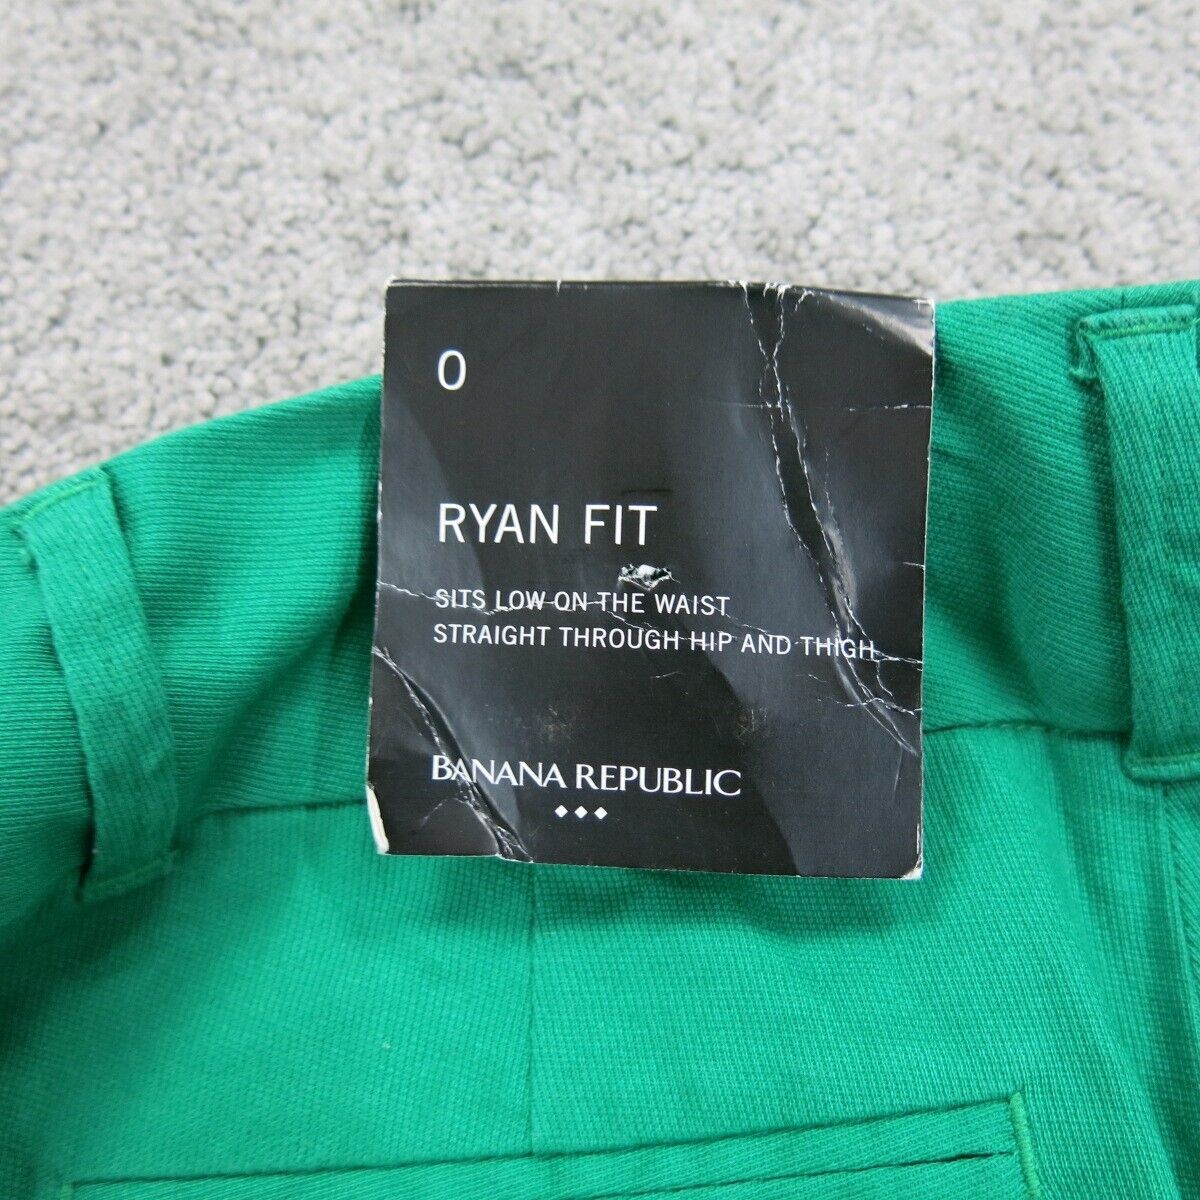 0
RYAN FIT
SITS LOW ON THE WAIST
STRAIGHT THROUGH HIP AND THIGH
BANANA REPUBLIC